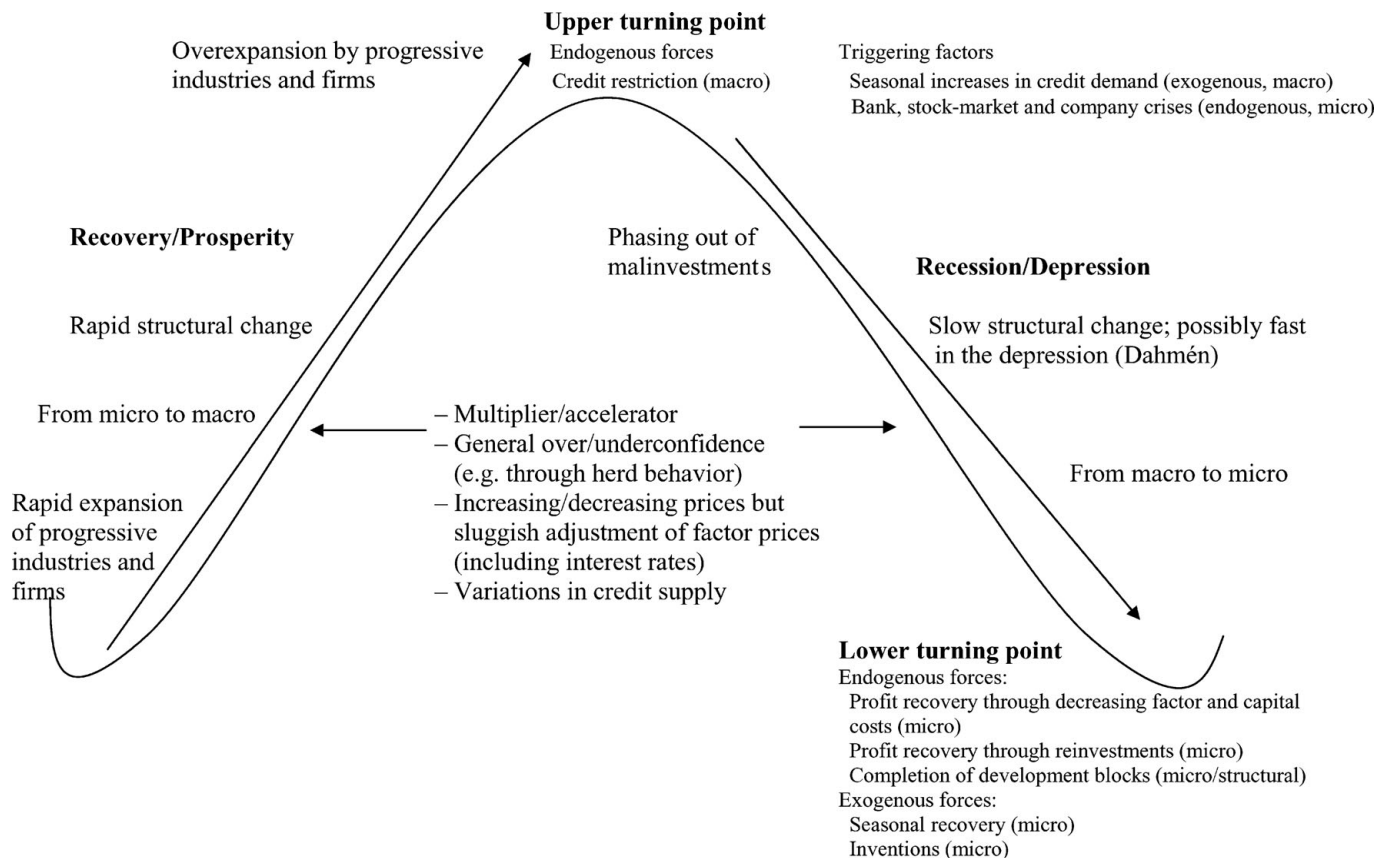 Upper turning point
Endogenous forces
Credit restriction (macro)
Overexpansion by progressive
industries and firms
Triggering factors
Seasonal increases in credit demand (exogenous, macro)
Bank, stock-market and company crises (endogenous, micro)
Recovery/Prosperity
Phasing out of
malinvestments
Recession/Depression
Rapid structural change
Slow structural change; possibly fast
in the depression (Dahmén)
From micro to macro
– Multiplier/accelerator
– General over/underconfidence
(e.g. through herd behavior)
– Increasing/decreasing prices but
sluggish adjustment of factor prices
(including interest rates)
– Variations in credit supply
From macro to micro
Rapid expansion
of progressive
industries and
firms
Lower turning point
Endogenous forces:
Profit recovery through decreasing factor and capital
costs (micro)
Profit recovery through reinvestments (micro)
Completion of development blocks (micro/structural)
Exogenous forces:
Seasonal recovery (micro)
Inventions (micro)